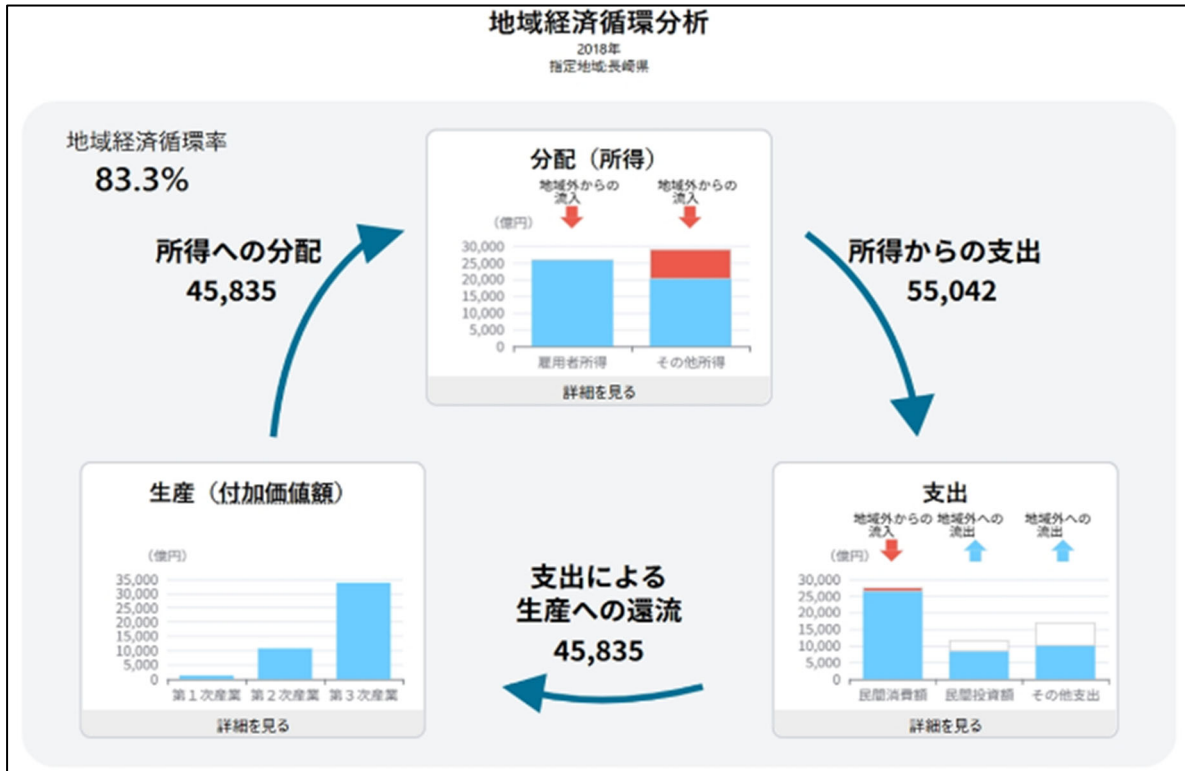 地域経済循環分析
2018年
指定地域:長崎県
地域経済循環率
83.3%
所得への分配
45,835
分配（所得）
地域外からの
流入
地域外からの
流入
（億円）
30,000
25,000
20,000
15,000
10,000
5,000
0
雇用者所得
その他所得
詳細を見る
所得からの支出
55,042
生産（付加価値額）
（億円）
35,000
30,000
25,000
20,000
15,000
10,000
5,000
0
第１次産業
第２次産業
第３次産業
詳細を見る
支出による
生産への還流
45,835
支出
地域外からの
流入
地域外への
流出
地域外への
流出
（億円）
30,000
25,000
20,000
15,000
10,000
5,000
0
民間消費額
民間投資額
その他支出
詳細を見る